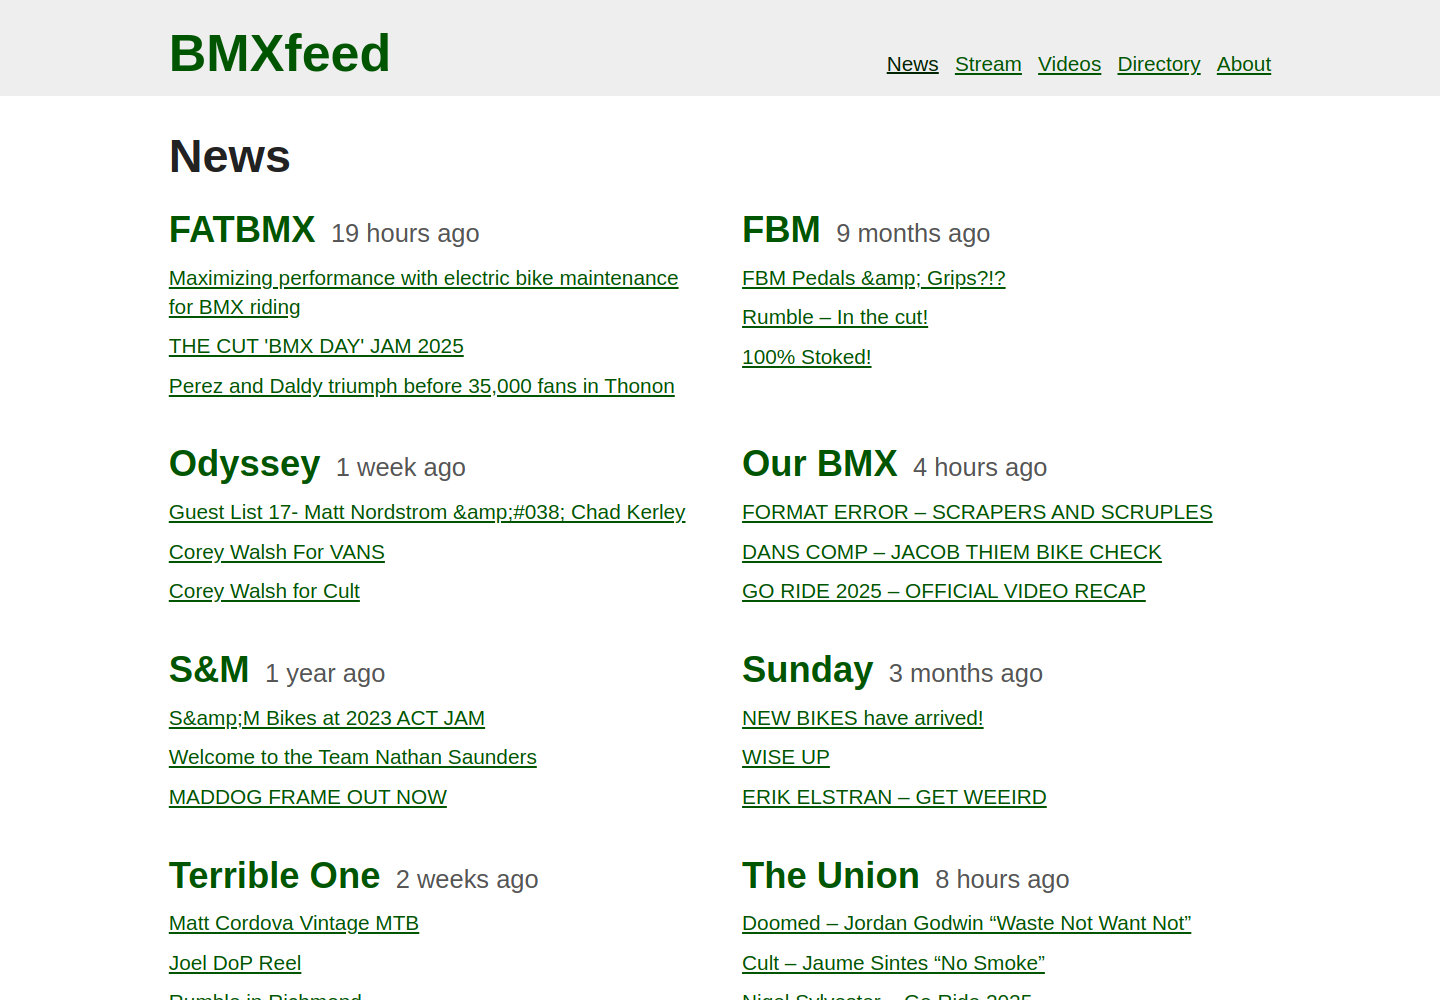 BMXfeed
News Stream Videos Directory About
News
FATBMX 19 hours ago
Maximizing performance with electric bike maintenance
for BMX riding
THE CUT 'BMX DAY' JAM 2025
Perez and Daldy triumph before 35,000 fans in Thonon
FBM 9 months ago
FBM Pedals &amp; Grips?!?
Rumble – In the cut!
100% Stoked!
Odyssey 1 week ago
Guest List 17- Matt Nordstrom &amp;#038; Chad Kerley
Corey Walsh For VANS
Corey Walsh for Cult
Our BMX 4 hours ago
FORMAT ERROR – SCRAPERS AND SCRUPLES
DANS COMP – JACOB THIEM BIKE CHECK
GO RIDE 2025 – OFFICIAL VIDEO RECAP
S&M 1 year ago
S&amp;M Bikes at 2023 ACT JAM
Welcome to the Team Nathan Saunders
MADDOG FRAME OUT NOW
Sunday 3 months ago
NEW BIKES have arrived!
WISE UP
ERIK ELSTRAN – GET WEEIRD
Terrible One 2 weeks ago
Matt Cordova Vintage MTB
Joel DoP Reel
Rumble in Richmond
The Union 8 hours ago
Doomed – Jordan Godwin “Waste Not Want Not”
Cult – Jaume Sintes “No Smoke”
Nigel Sylvester – Go Ride 2025